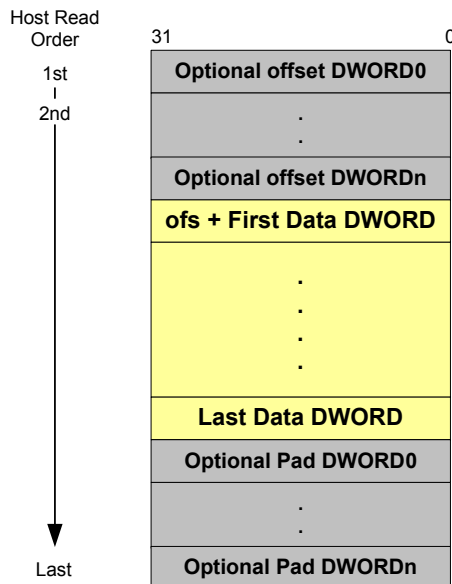 Host Read
Order
31 0
1st
2nd
Optional offset DWORD0
.
.
Optional offset DWORDn
ofs + First Data DWORD
.
.
.
.
Last Data DWORD
Optional Pad DWORD0
.
.
Last
Optional Pad DWORDn